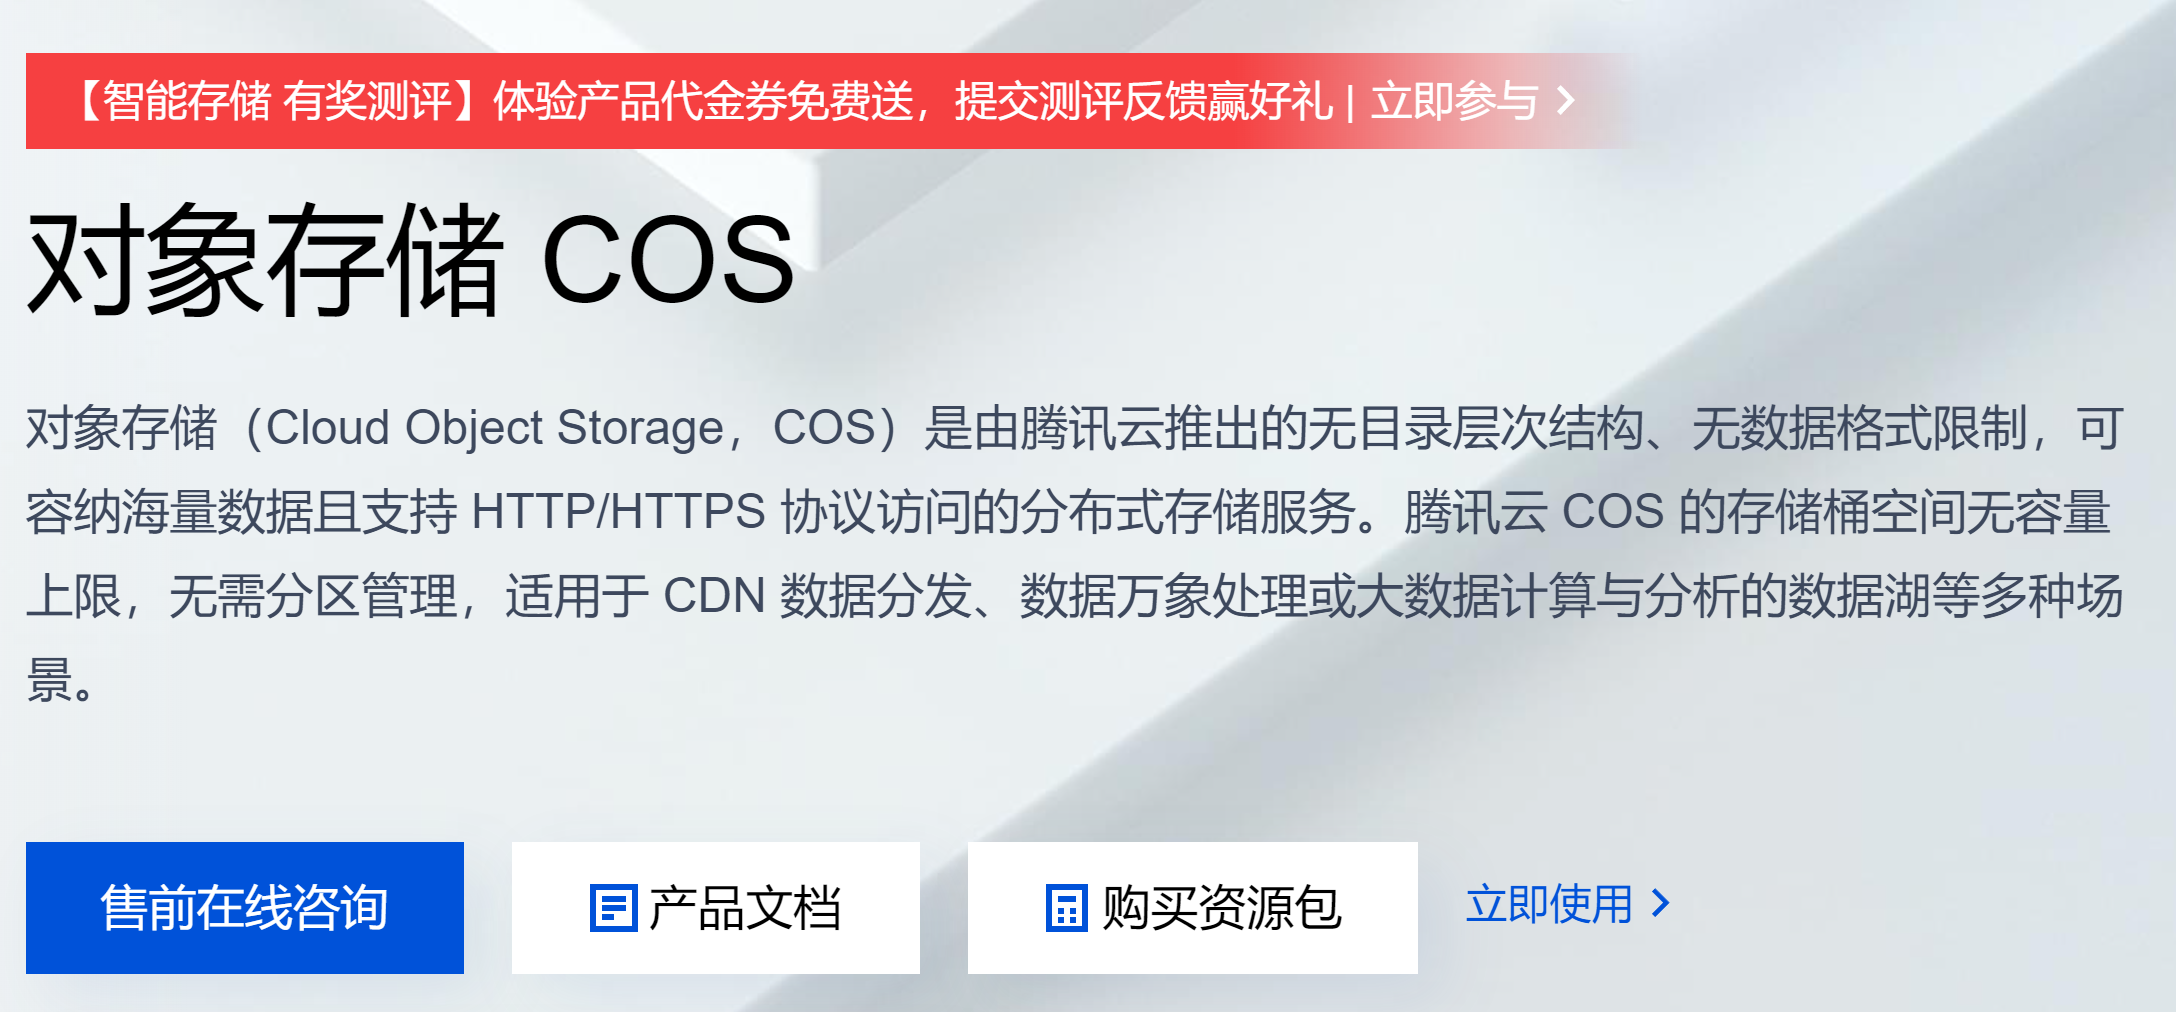 【智能存储 有奖测评】体验产品代金券免费送，提交测评反馈赢好礼 | 立即参与 >
对象存储 COS
对象存储（Cloud Object Storage，COS）是由腾讯云推出的无目录层次结构、无数据格式限制，可
容纳海量数据且支持 HTTP/HTTPS 协议访问的分布式存储服务。腾讯云 COS 的存储桶空间无容量
上限，无需分区管理，适用于 CDN 数据分发、数据万象处理或大数据计算与分析的数据湖等多种场
景。
售前在线咨询 产品文档 购买资源包 立即使用 >